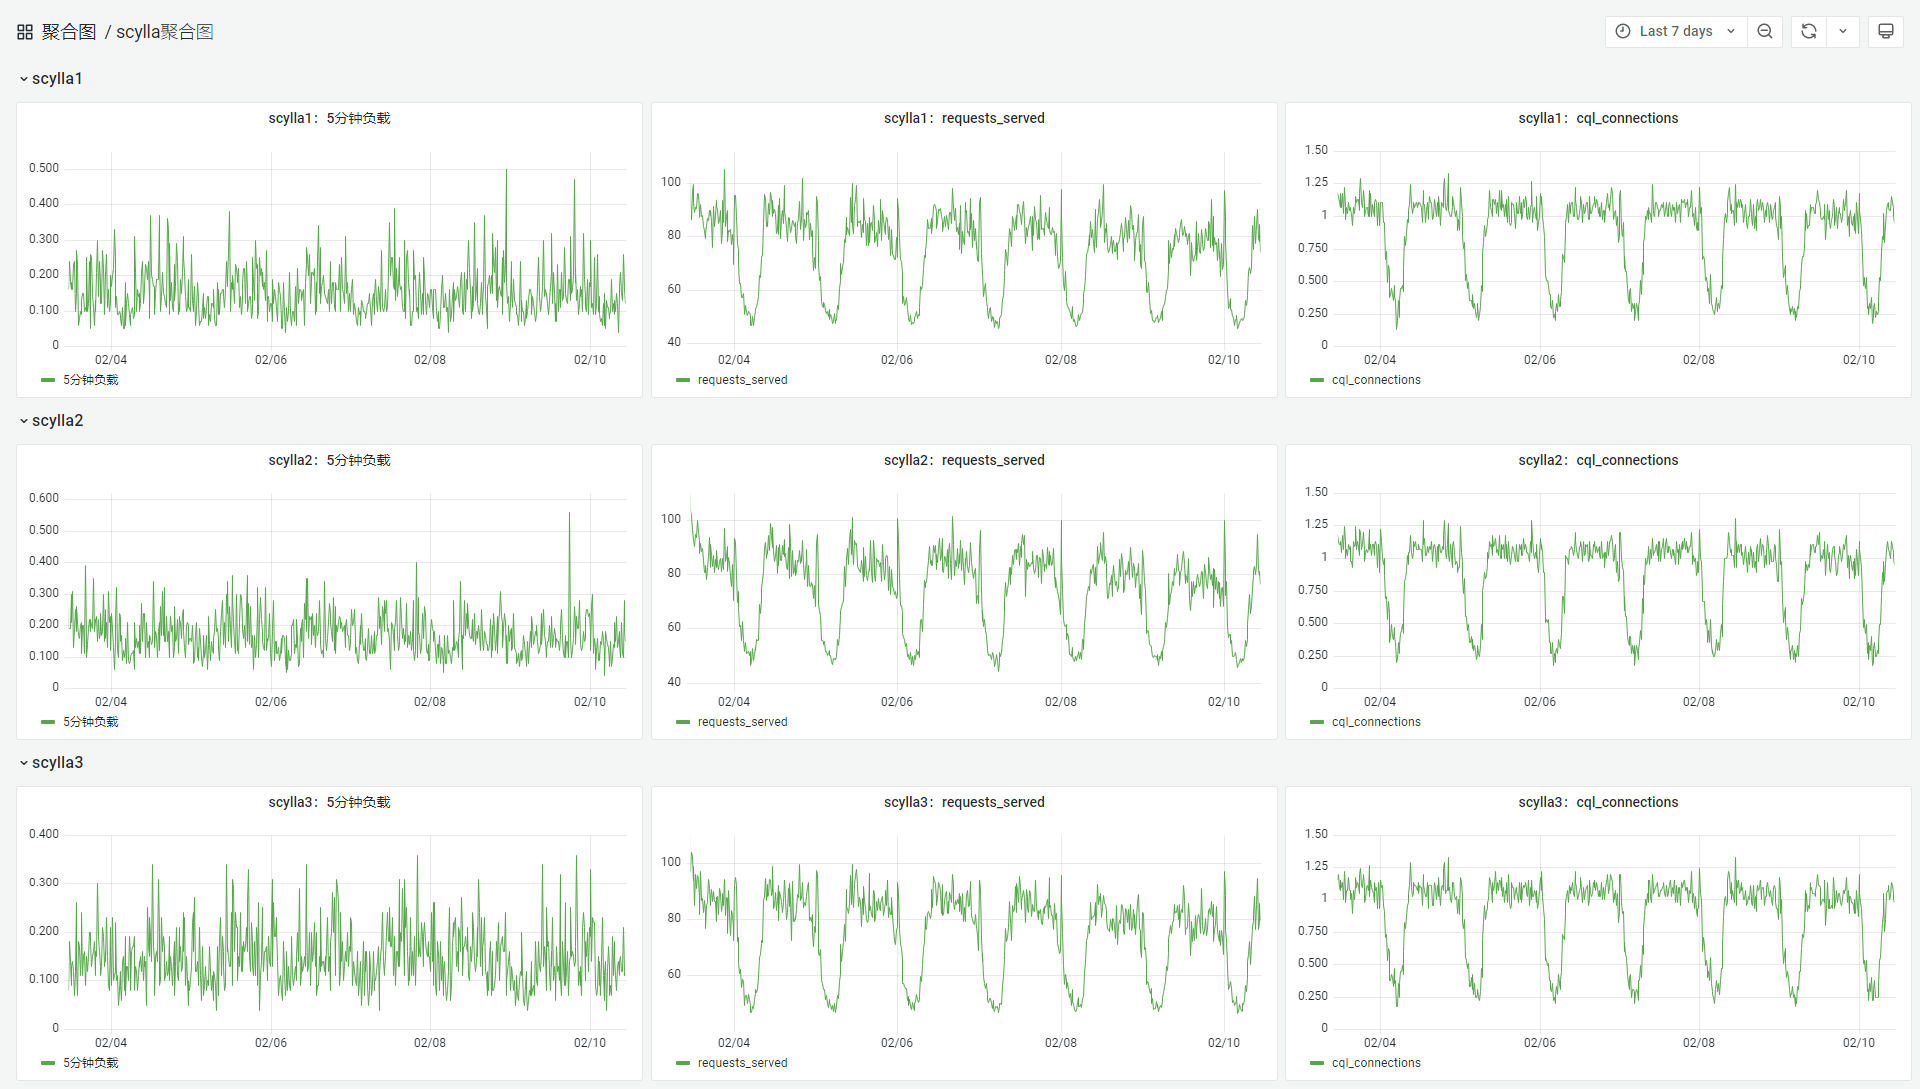 聚合图 / scylla聚合图
Last 7 days
scylla1
scylla1：5分钟负载
0.500
0.400
0.300
0.200
0.100
0
02/04 02/06 02/08 02/10
5分钟负载
scylla1：requests_served
100
80
60
40
02/04 02/06 02/08 02/10
requests_served
scylla1：cql_connections
1.50
1.25
1
0.750
0.500
0.250
0
02/04 02/06 02/08 02/10
cql_connections
scylla2
scylla2：5分钟负载
0.600
0.500
0.400
0.300
0.200
0.100
0
02/04 02/06 02/08 02/10
5分钟负载
scylla2：requests_served
100
80
60
40
02/04 02/06 02/08 02/10
requests_served
scylla2：cql_connections
1.50
1.25
1
0.750
0.500
0.250
0
02/04 02/06 02/08 02/10
cql_connections
scylla3
scylla3：5分钟负载
0.400
0.300
0.200
0.100
0
02/04 02/06 02/08 02/10
5分钟负载
scylla3：requests_served
100
80
60
02/04 02/06 02/08 02/10
requests_served
scylla3：cql_connections
1.50
1.25
1
0.750
0.500
0.250
0
02/04 02/06 02/08 02/10
cql_connections